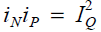 i_N i_P = I_Q^2